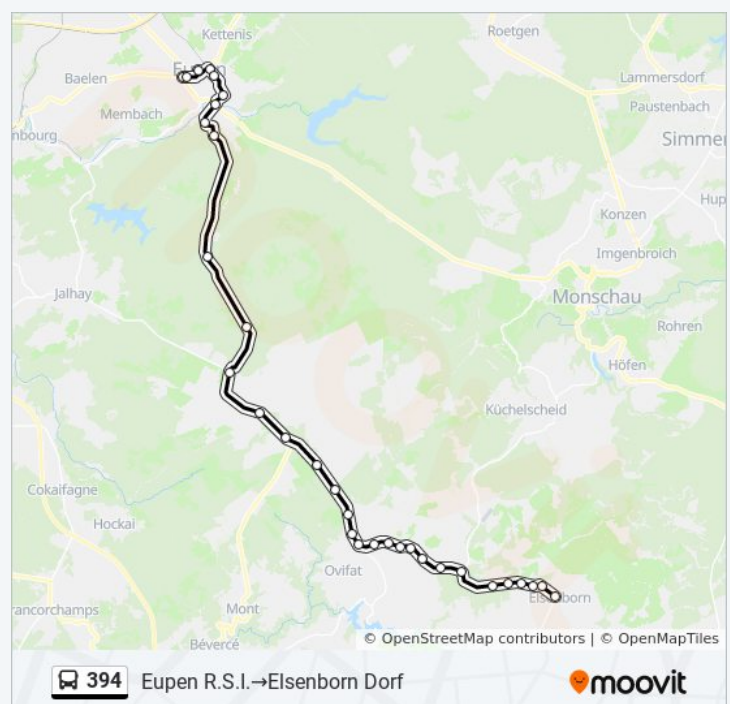 Kettenis
Roetgen
Baelen
Lammersdorf
Paustenbach
Membach
nbourg
Simmer
Hup
Konzen
Imgenbroich
Jalhay
Monschau
Rohren
Höfen
Küchelscheid
Cokaifagne
Hockai
Ovifat
rancorchamps
Mont
Bévercé
© OpenStreetMap contributors | © OpenMapTiles
394 Eupen R.S.I.→Elsenborn Dorf
moovit